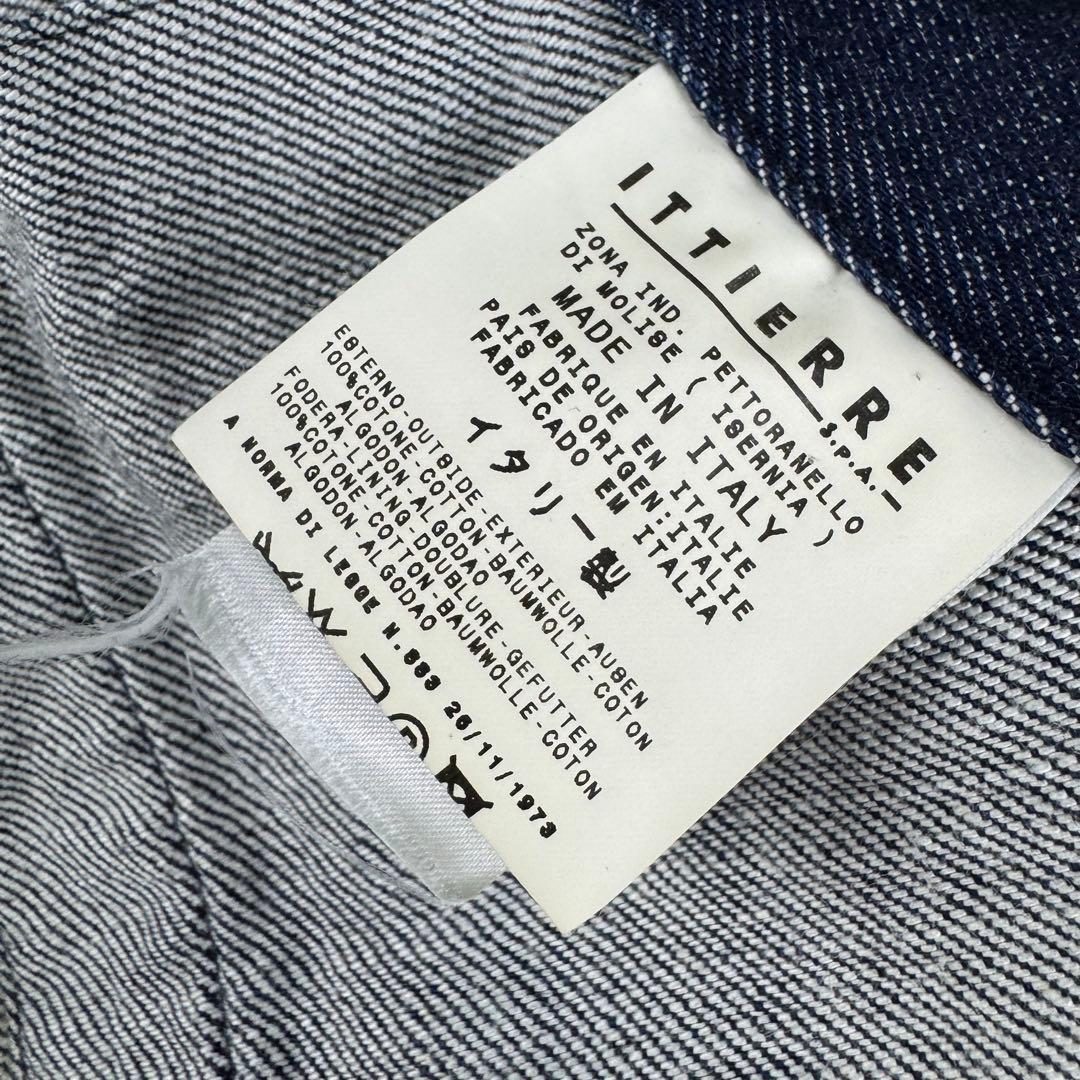 ITTIERRE
S.P.A.
ZONA IND. PETTORANELLO
DI MOLISE ( ISERNIA )
MADE IN ITALY
FABRIQUE EN ITALIE
PAIS DE ORIGEN:ITALIE
FABRICADO EM ITALIA
イタリー製
ESTERNO-OUTSIDE-EXTERIEUR-AUBEN
100%COTONE-COTTON-BAUMWOLLE-COTON
ALGODON-ALGODAO
FODERA-LINING-DOUBLURE-GEFUTTER
100%COTONE-COTTON-BAUMWOLLE-COTON
ALGODON-ALGODAO
A NORMA DI LEGGE N.883 26/11/1973